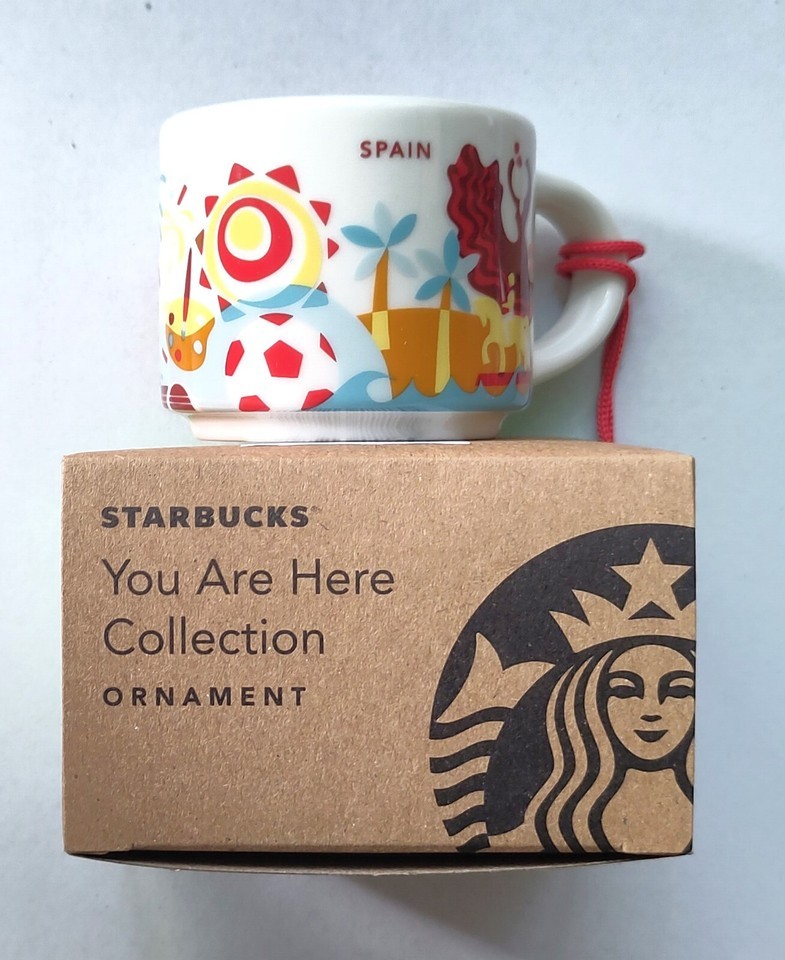 SPAIN
STARBUCKS®
You Are Here
Collection
ORNAMENT